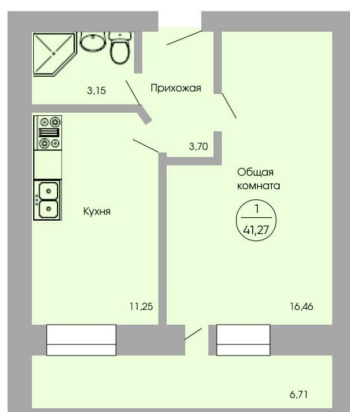 3,15
Прихожая
3,70
Общая
комната
1
41,27
Кухня
11,25
16,46
6,71